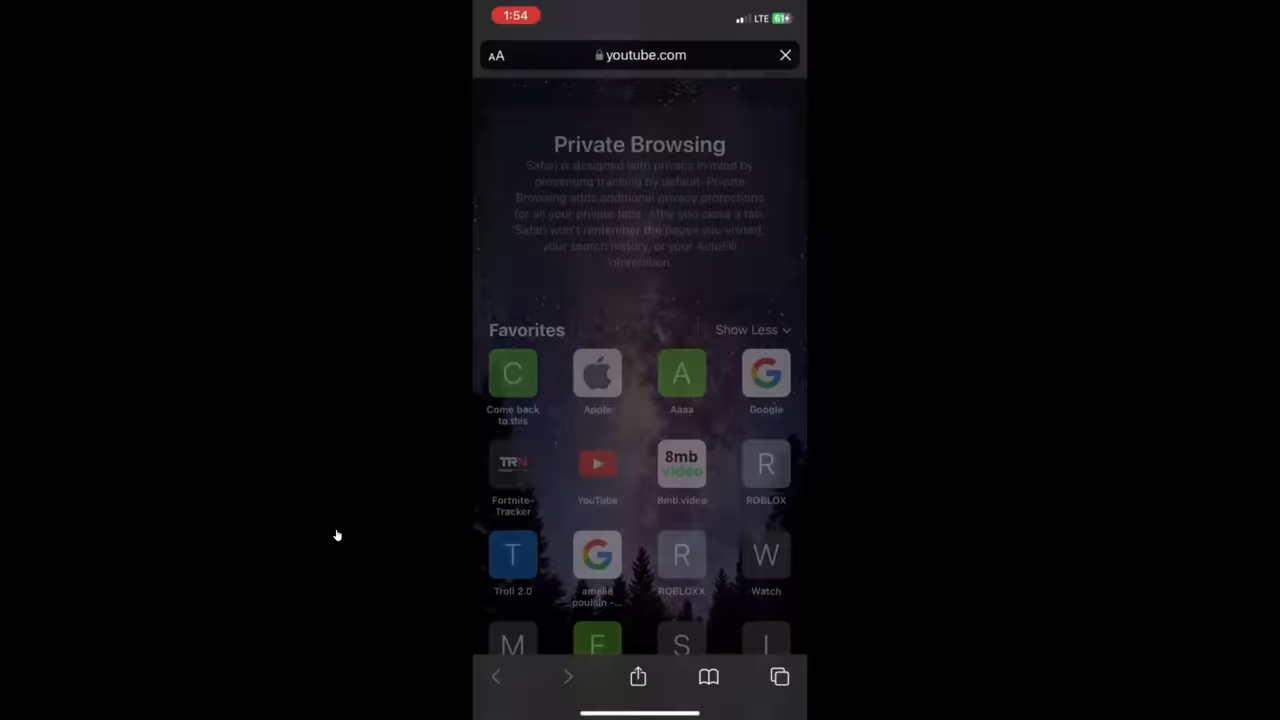 1:54
LTE 61
AA
youtube.com
Private Browsing
Safari is designed with privacy in mind by
preventing tracking by default. Private
Browsing adds additional privacy protections
for all your private tabs. After you close a tab,
Safari won't remember the pages you visited,
your search history, or your AutoFill
information.
Favorites
Show Less
C
A
G
Come back
to this
Apple
Aaaa
Google
TRN
8mb
video
R
Fortnite-
Tracker
YouTube
8mb.video
ROBLOX
T
G
R
W
Troll 2.0
amelie
poulain -...
ROBLOXX
Watch
M
S